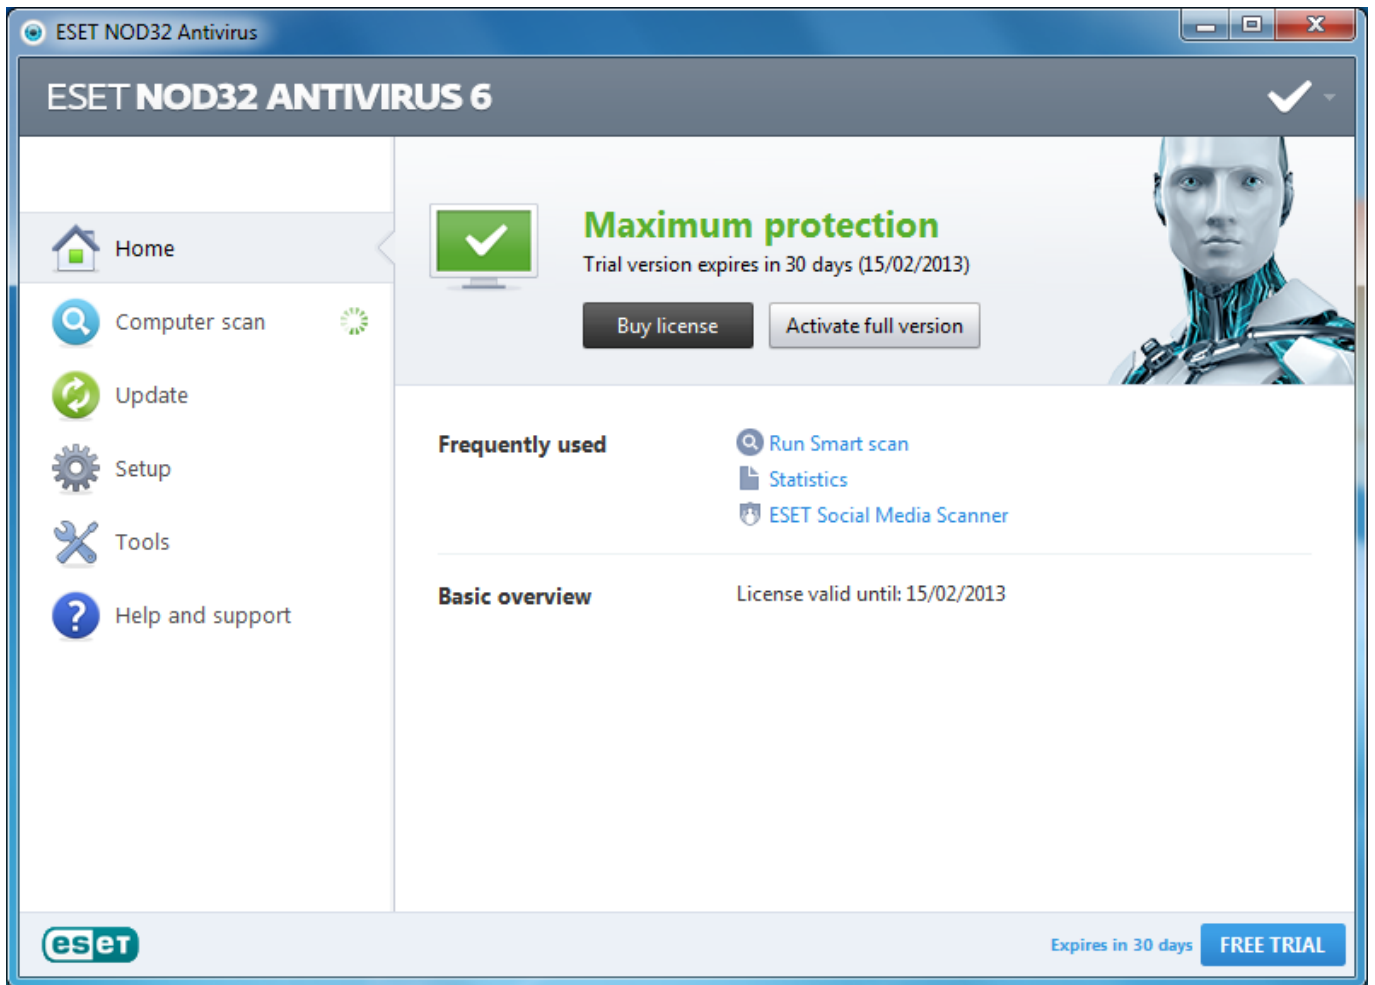 ESET NOD32 Antivirus
ESET NOD32 ANTIVIRUS 6
Home
Computer scan
Update
Setup
Tools
Help and support
Maximum protection
Trial version expires in 30 days (15/02/2013)
Buy license
Activate full version
Frequently used
Run Smart scan
Statistics
ESET Social Media Scanner
Basic overview
License valid until: 15/02/2013
eseT
Expires in 30 days
FREE TRIAL